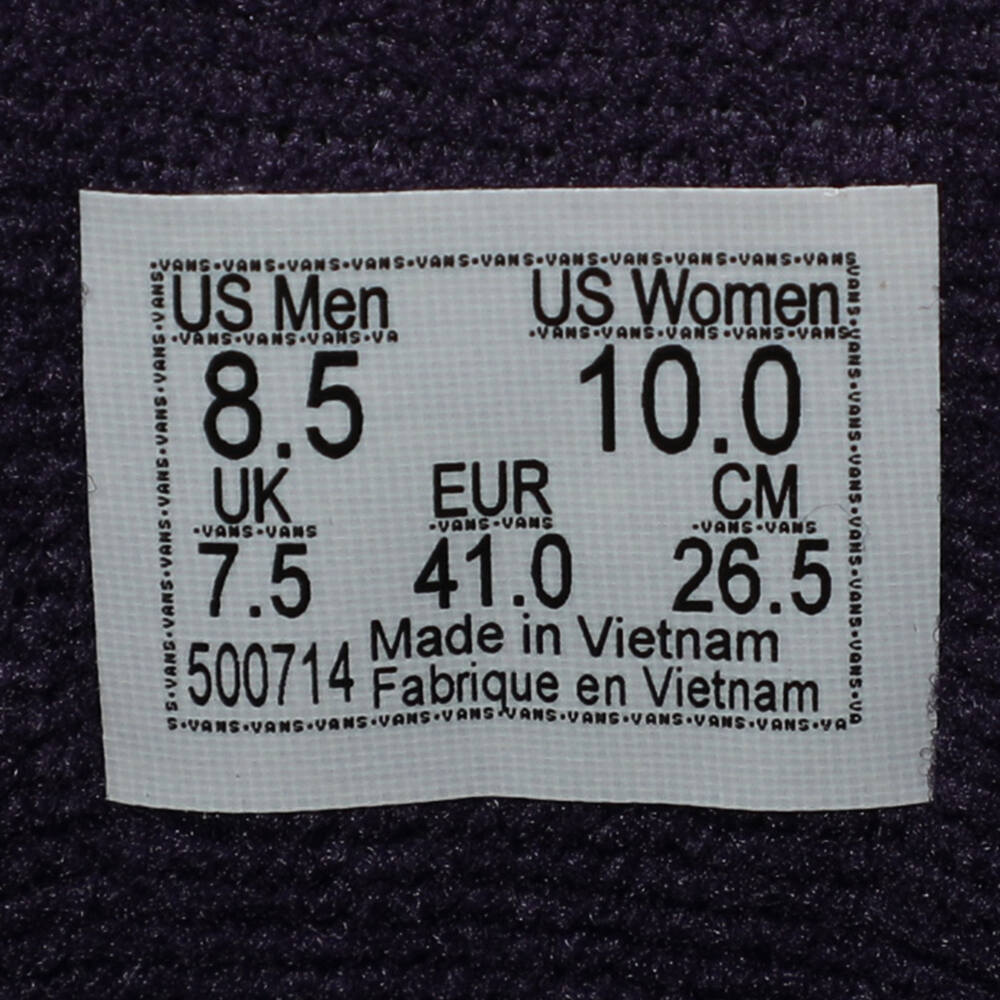 ·VANS·VANS·VANS·VANS·VANS·VANS·VANS·VANS·VANS·VANS·VANS
US Men US Women
·VANS·VANS·VANS·VA ·VANS·VANS·VANS·VANS·VANS
8.5 10.0
UK EUR CM
·VANS·VANS ·VANS·VANS ·VANS·VANS
7.5 41.0 26.5
500714 Made in Vietnam
Fabrique en Vietnam
S·VANS·VANS·VANS·VANS·VANS·VANS·VANS·VANS·VANS·VANS·VA